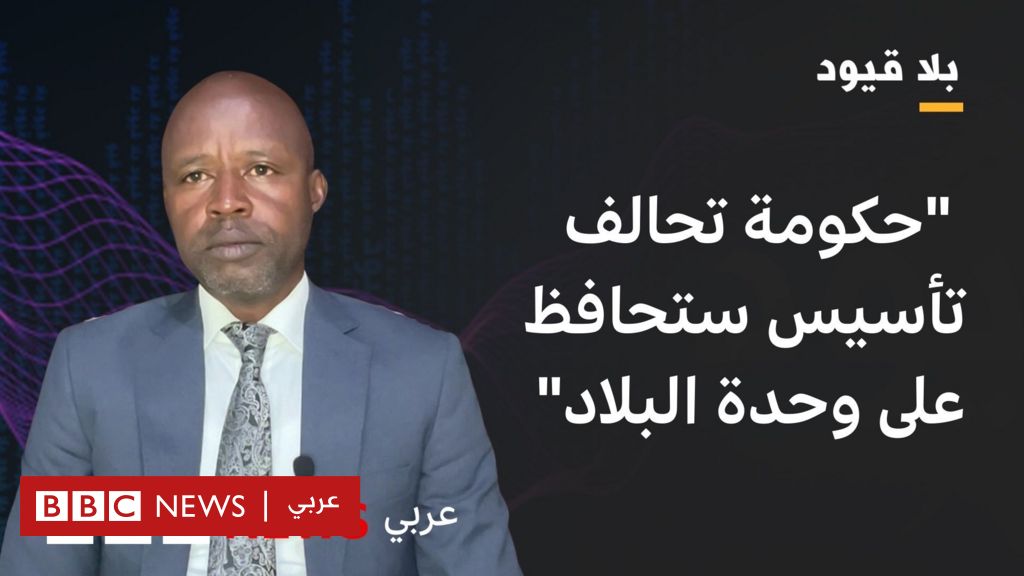 بلا قيود
"حكومة تحالف
تأسيس ستحافظ
على وحدة البلاد"
BBC NEWS | عربي
عربي